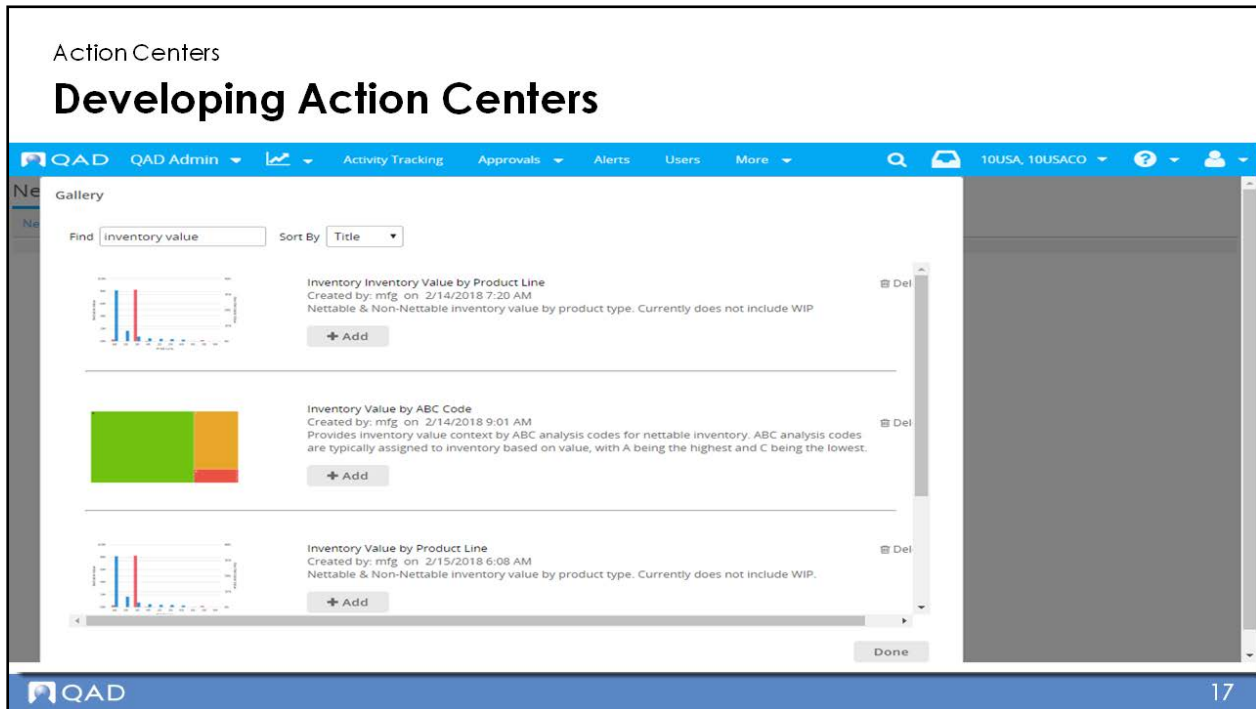 Action Centers
Developing Action Centers
QAD QAD Admin Activity Tracking Approvals Alerts Users More 10USA, 10USACO ?
Ne
Gallery
Ne
Find inventory value Sort By Title
Inventory Inventory Value by Product Line
Del
Created by: mfg on 2/14/2018 7:20 AM
Nettable & Non-Nettable inventory value by product type. Currently does not include WIP
+ Add
Inventory Value by ABC Code
Created by: mfg on 2/14/2018 9:01 AM
Del
Provides inventory value context by ABC analysis codes for nettable inventory. ABC analysis codes
are typically assigned to inventory based on value, with A being the highest and C being the lowest.
+ Add
Inventory Value by Product Line
Del
Created by: mfg on 2/15/2018 6:08 AM
Nettable & Non-Nettable inventory value by product type. Currently does not include WIP.
+ Add
Done
QAD 17